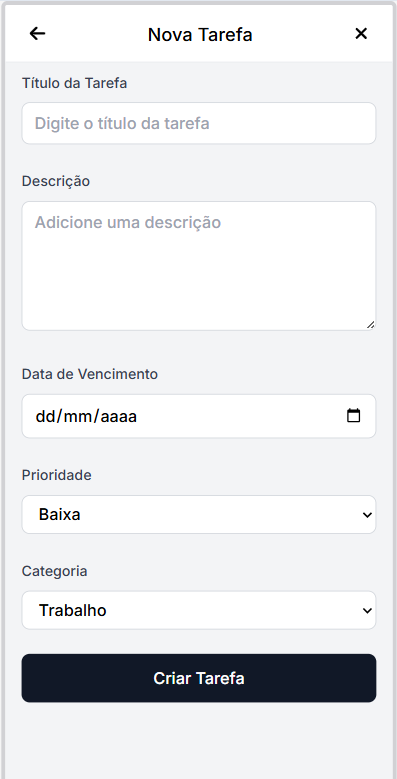 Nova Tarefa
Título da Tarefa
Digite o título da tarefa
Descrição
Adicione uma descrição
Data de Vencimento
dd/mm/aaaa
Prioridade
Baixa
Categoria
Trabalho
Criar Tarefa